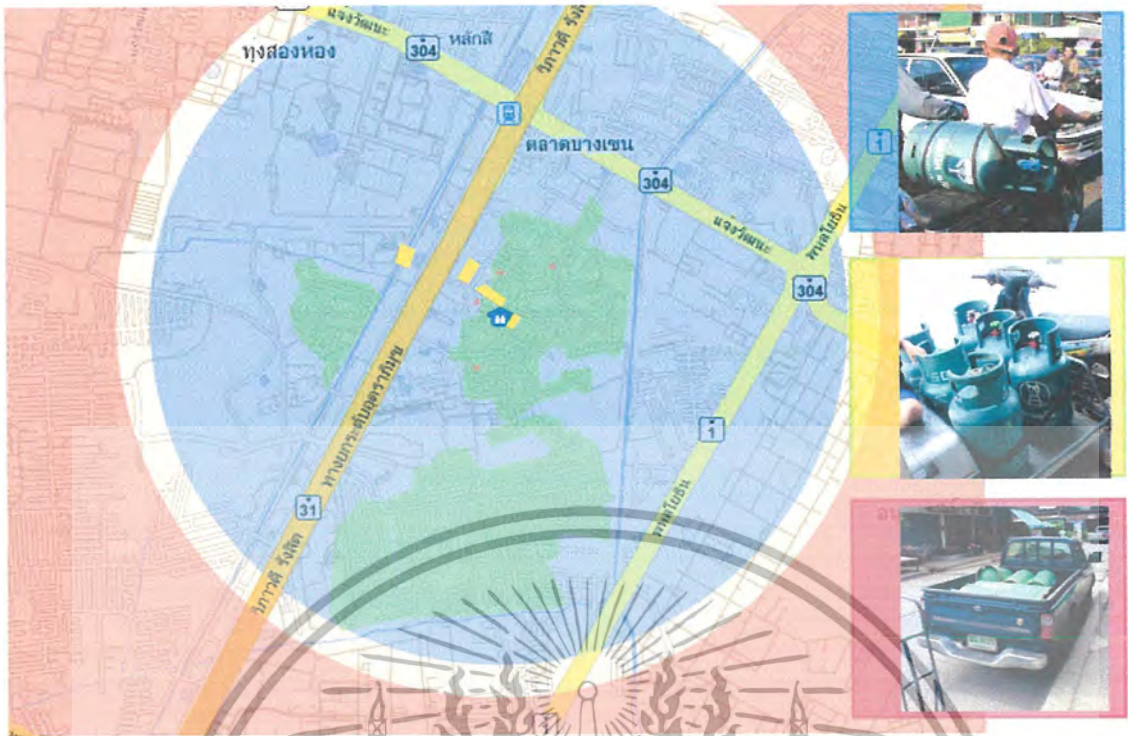 แจ้งวัฒนะ
304
หลักสี่
ทุ่งสองห้อง
วิภาวดี รังสิต
ตลาดบางเขน
304
1
แจ้งวัฒนะ
พหลโยธิน
304
ทางยกระดับอุตราภิมุข
1
31
พหลโยธิน
วิภาวดี รังสิต